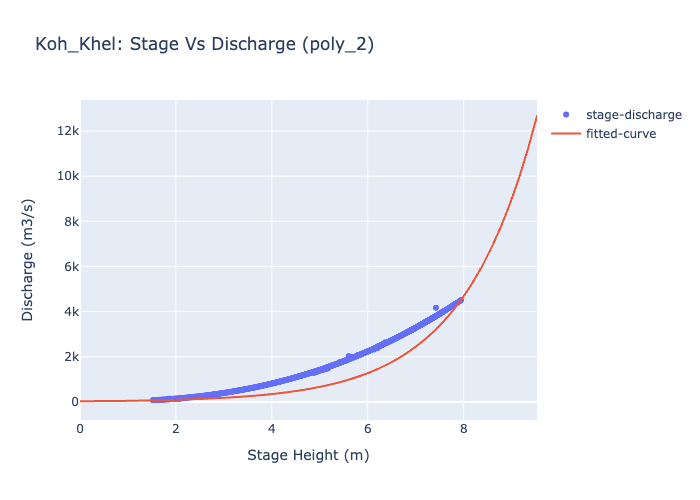 Koh_Khel: Stage Vs Discharge (poly_2)
stage-discharge
fitted-curve
12k
10k
8k
6k
4k
2k
0
Discharge (m3/s)
0
2
4
6
8
Stage Height (m)